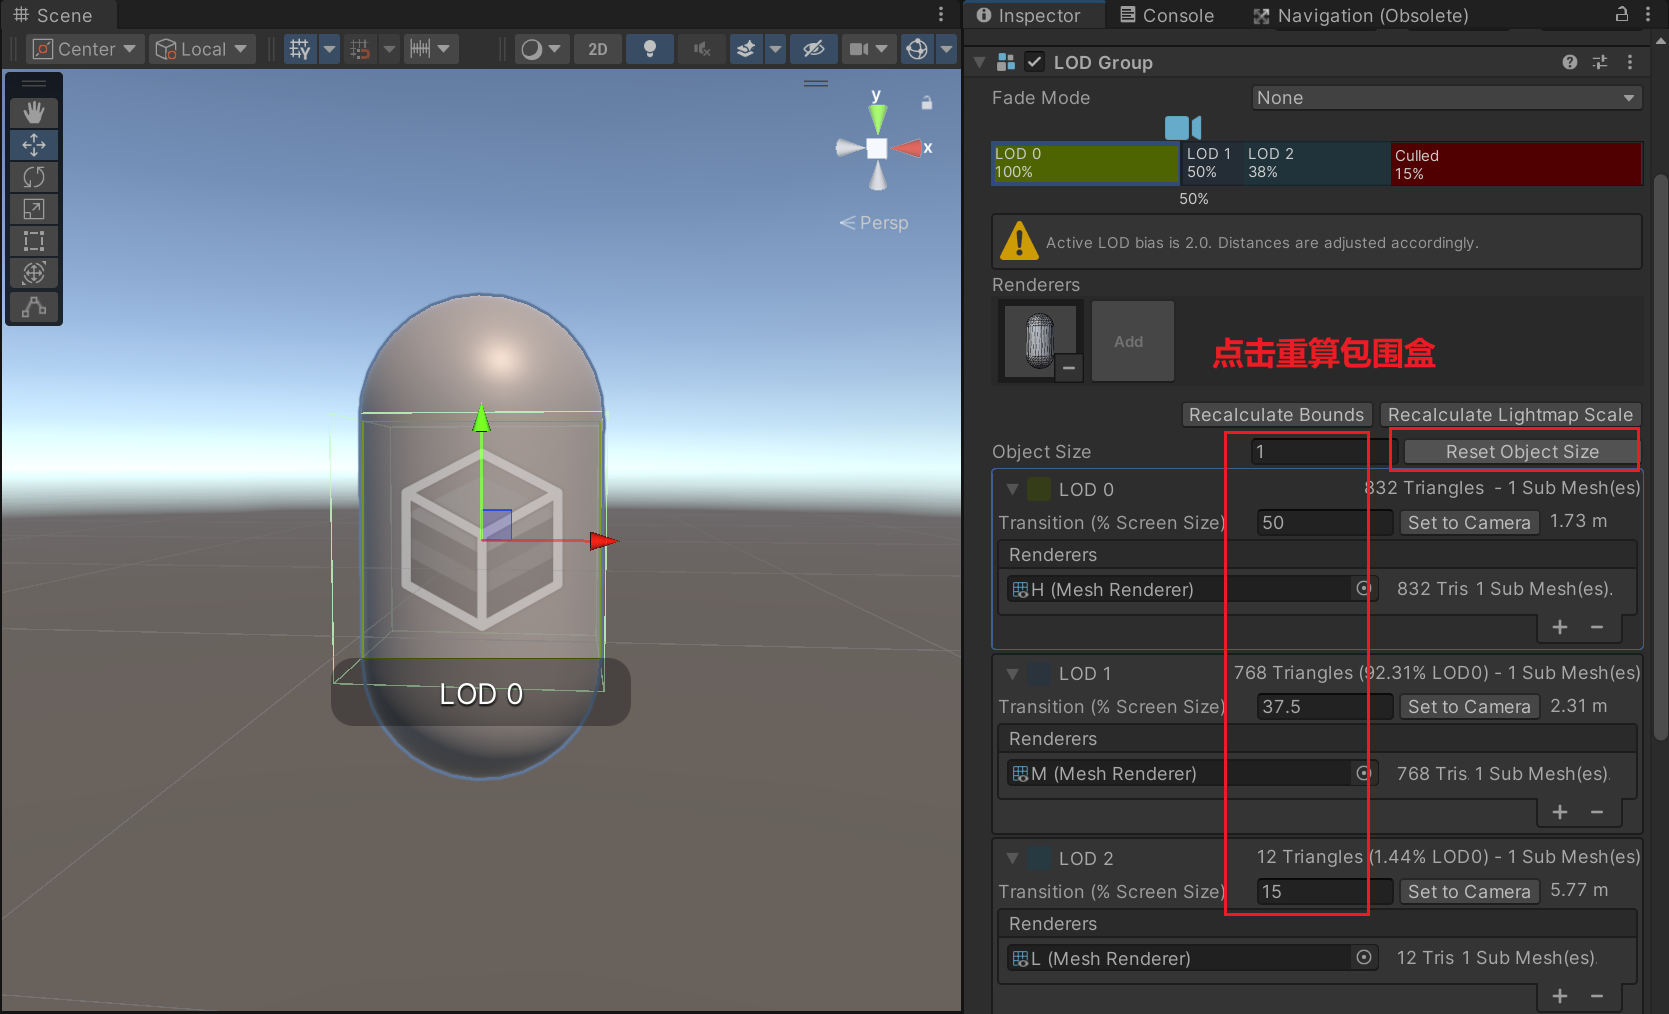 Scene
Center
Local
2D
y
x
Persp
LOD 0
Inspector
Console
Navigation (Obsolete)
LOD Group
Fade Mode
None
LOD 0
100%
LOD 1
50%
LOD 2
38%
Culled
15%
50%
Active LOD bias is 2.0. Distances are adjusted accordingly.
Renderers
Add
点击重算包围盒
Recalculate Bounds
Recalculate Lightmap Scale
Object Size
1
Reset Object Size
LOD 0
832 Triangles - 1 Sub Mesh(es)
Transition (% Screen Size)
50
Set to Camera
1.73 m
Renderers
H (Mesh Renderer)
832 Tris 1 Sub Mesh(es).
LOD 1
768 Triangles (92.31% LOD0) - 1 Sub Mesh(es)
Transition (% Screen Size)
37.5
Set to Camera
2.31 m
Renderers
M (Mesh Renderer)
768 Tris 1 Sub Mesh(es).
LOD 2
12 Triangles (1.44% LOD0) - 1 Sub Mesh(es)
Transition (% Screen Size)
15
Set to Camera
5.77 m
Renderers
L (Mesh Renderer)
12 Tris 1 Sub Mesh(es).